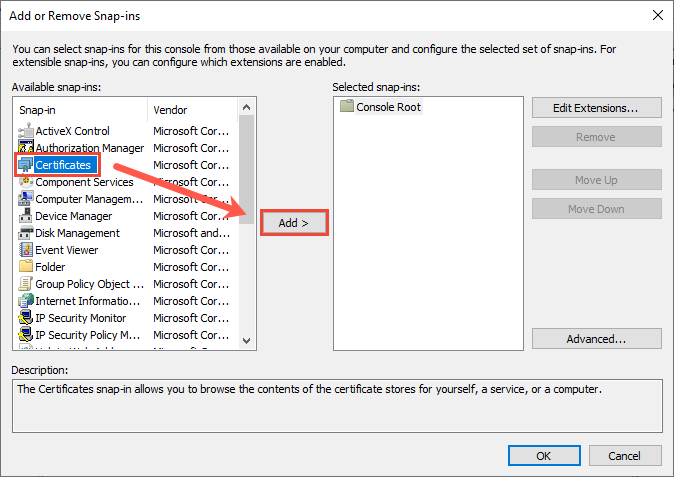 Add or Remove Snap-ins
You can select snap-ins for this console from those available on your computer and configure the selected set of snap-ins. For
extensible snap-ins, you can configure which extensions are enabled.
Available snap-ins:
Snap-in Vendor
ActiveX Control Microsoft Cor...
Authorization Manager Microsoft Cor...
Certificates Microsoft Cor...
Component Services Microsoft Cor...
Computer Managem... Microsoft Cor...
Device Manager Microsoft Cor...
Disk Management Microsoft and...
Event Viewer Microsoft Cor...
Folder Microsoft Cor...
Group Policy Object ... Microsoft Cor...
Internet Informatio... Microsoft Cor...
IP Security Monitor Microsoft Cor...
IP Security Policy M... Microsoft Cor...
Add >
Selected snap-ins:
Console Root
Edit Extensions...
Remove
Move Up
Move Down
Advanced...
Description:
The Certificates snap-in allows you to browse the contents of the certificate stores for yourself, a service, or a computer.
OK Cancel